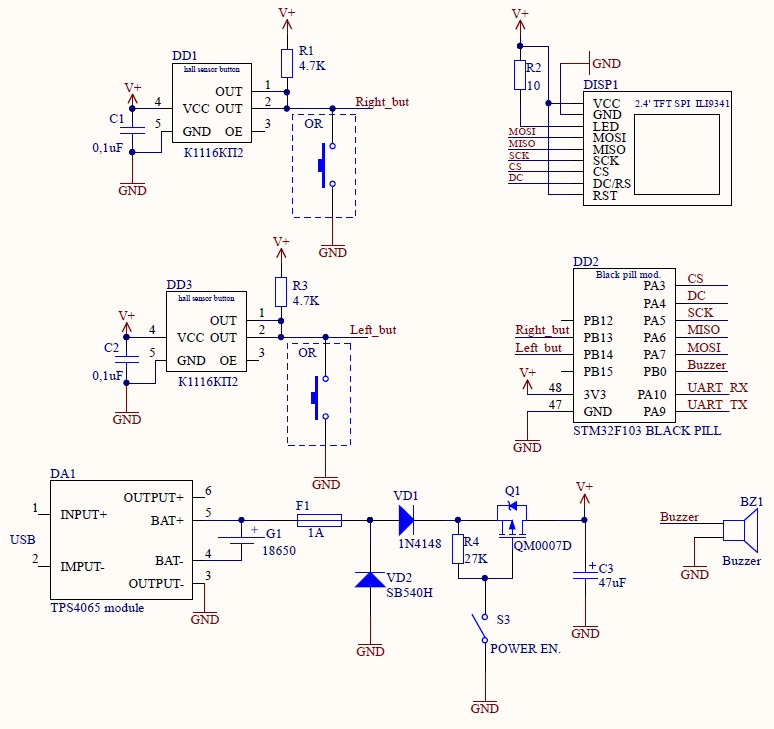 V+
R1
4.7K
DD1
hall sensor button
V+
4
VCC
OUT
1
OUT
2
Right_but
5
GND
OE
3
C1
0,1uF
К1116КП2
GND
OR
GND
V+
R2
10
GND
DISP1
2.4' TFT SPI ILI9341
VCC
GND
LED
MOSI
MOSI
MISO
MISO
SCK
SCK
CS
CS
DC
DC/RS
RST
V+
R3
4.7K
DD3
hall sensor button
V+
4
VCC
OUT
1
OUT
2
Left_but
5
GND
OE
3
C2
0,1uF
К1116КП2
GND
OR
GND
DD2
Black pill mod.
PA3
CS
PA4
DC
PB12
PA5
SCK
Right_but
PB13
PA6
MISO
Left_but
PB14
PA7
MOSI
PB15
PB0
Buzzer
V+
48
3V3
PA10
UART_RX
47
GND
PA9
UART_TX
GND
STM32F103 BLACK PILL
DA1
OUTPUT+
6
1
INPUT+
BAT+
5
USB
2
IMPUT-
BAT-
4
OUTPUT-
3
TPS4065 module
GND
+
G1
18650
F1
1A
VD1
1N4148
VD2
SB540H
GND
R4
27K
Q1
QM0007D
S3
POWER EN.
GND
V+
+
C3
47uF
GND
Buzzer
BZ1
Buzzer
GND